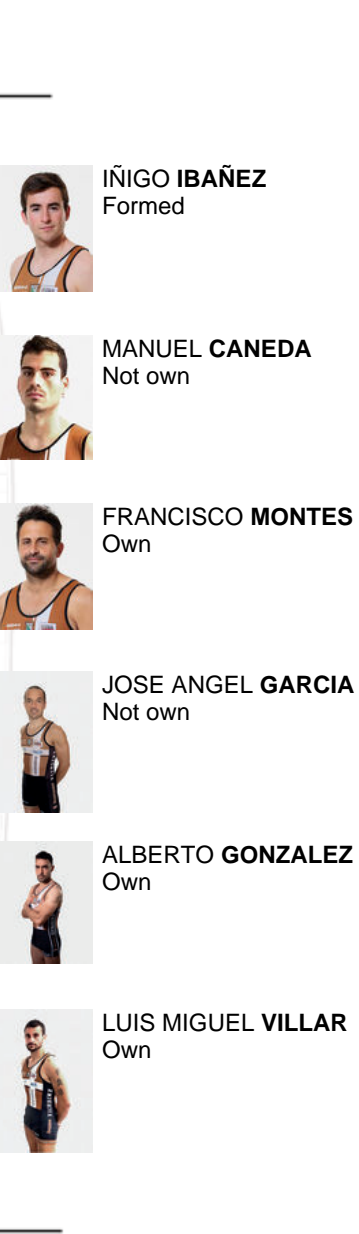 IÑIGO IBAÑEZ
Formed
MANUEL CANEDA
Not own
FRANCISCO MONTES
Own
JOSE ANGEL GARCIA
Not own
ALBERTO GONZALEZ
Own
LUIS MIGUEL VILLAR
Own